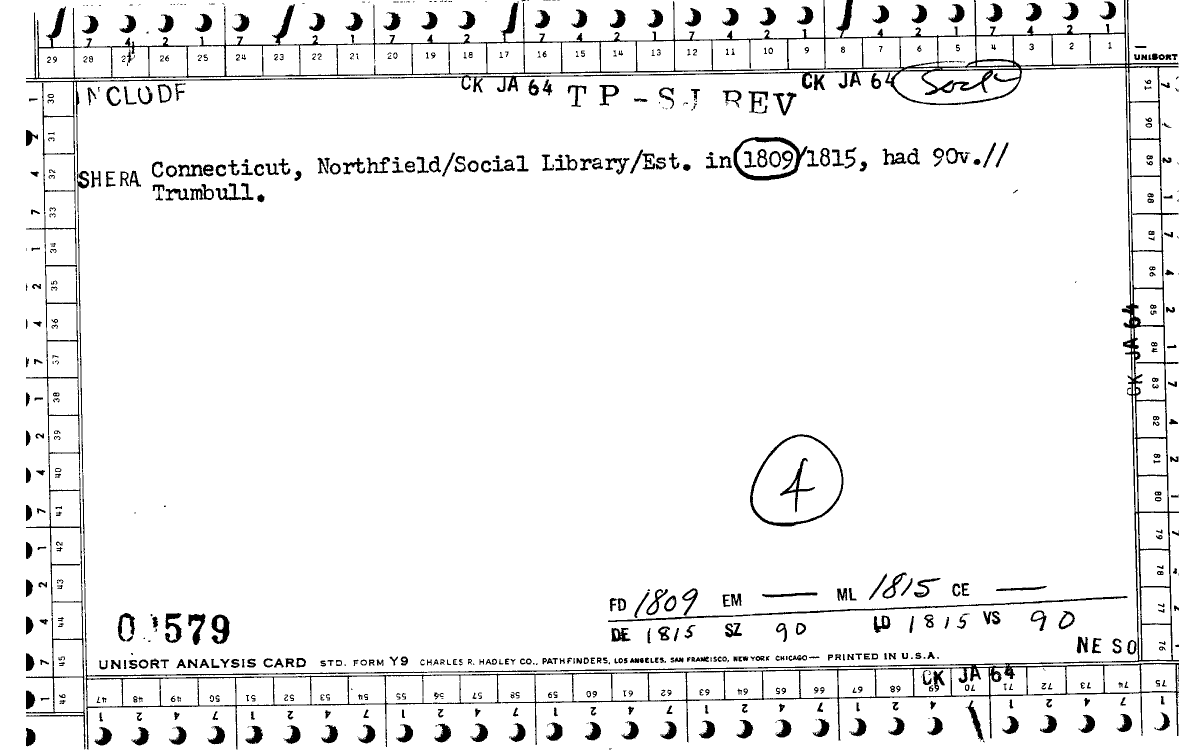 7 4 2 1 7 4 2 1 7 4 2 1 7 4 2 1 7 4 2 1 7 4 2 1
29 28 27 26 25 24 23 22 21 20 19 18 17 16 15 14 13 12 11 10 9 8 7 6 5 4 3 2 1 UNISORT
INCLUDE CK JA 64 TP-SJ REV CK JA 64
SHERA Connecticut, Northfield/Social Library/Est. in 1809/1815, had 90v.//
Trumbull.
30 31 32 33 34 35 36 37 38 39 40 41 42 43 44 45 46
91 90 89 88 87 86 85 84 83 82 81 80 79 78 77 76
CK JA 64
4
FD 1809 EM — ML 1815 CE —
DE 1815 SZ 90 LD 1815 VS 90
579
NE SO
UNISORT ANALYSIS CARD STD. FORM Y9 CHARLES R. HADLEY CO., PATHFINDERS, LOS ANGELES, SAN FRANCISCO, NEW YORK CHICAGO — PRINTED IN U.S.A.
CK JA 64
47 48 49 50 51 52 53 54 55 56 57 58 59 60 61 62 63 64 65 66 67 68 69 70 71 72 73 74 75
1 2 4 7 1 2 4 7 1 2 4 7 1 2 4 7 1 2 4 7 1 2 4 7 1 2 4 7 1